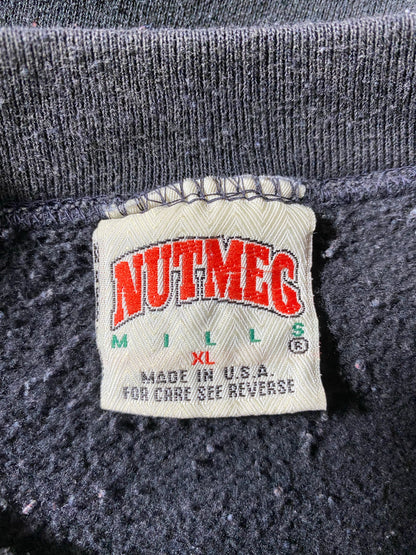 NUTMEG
MILLS
®
XL
MADE IN U.S.A.
FOR CARE SEE REVERSE